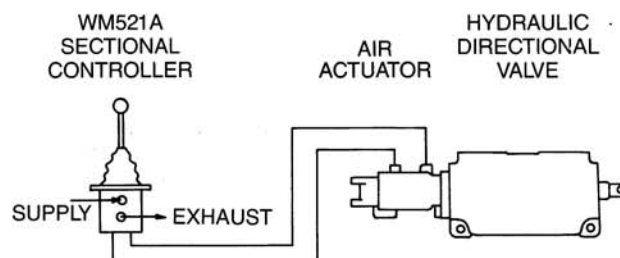 WM521A
SECTIONAL
CONTROLLER
AIR
ACTUATOR
HYDRAULIC
DIRECTIONAL
VALVE
SUPPLY
EXHAUST